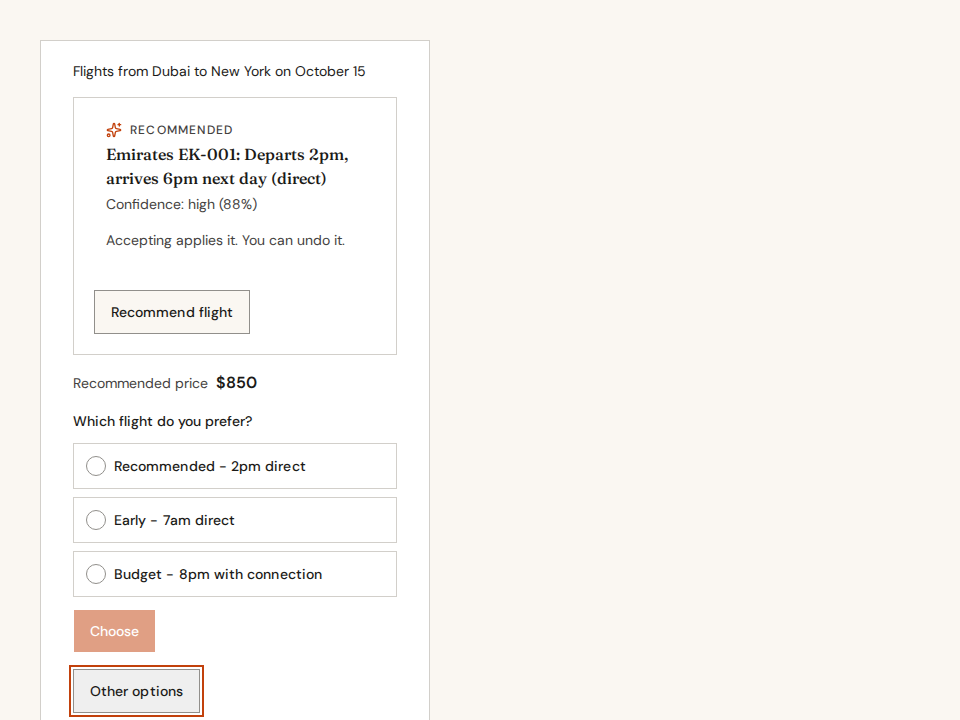 Flights from Dubai to New York on October 15
RECOMMENDED
Emirates EK-001: Departs 2pm,
arrives 6pm next day (direct)
Confidence: high (88%)
Accepting applies it. You can undo it.
Recommend flight
Recommended price $850
Which flight do you prefer?
Recommended - 2pm direct
Early - 7am direct
Budget - 8pm with connection
Choose
Other options